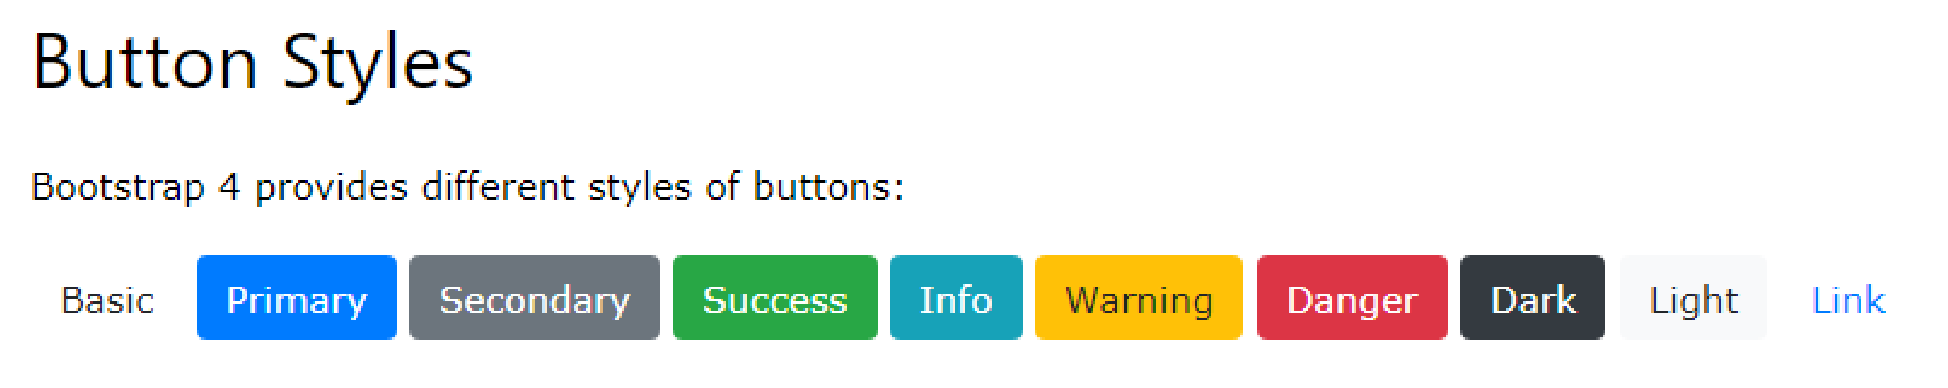 Button Styles
Bootstrap 4 provides different styles of buttons:
Basic Primary Secondary Success Info Warning Danger Dark Light Link